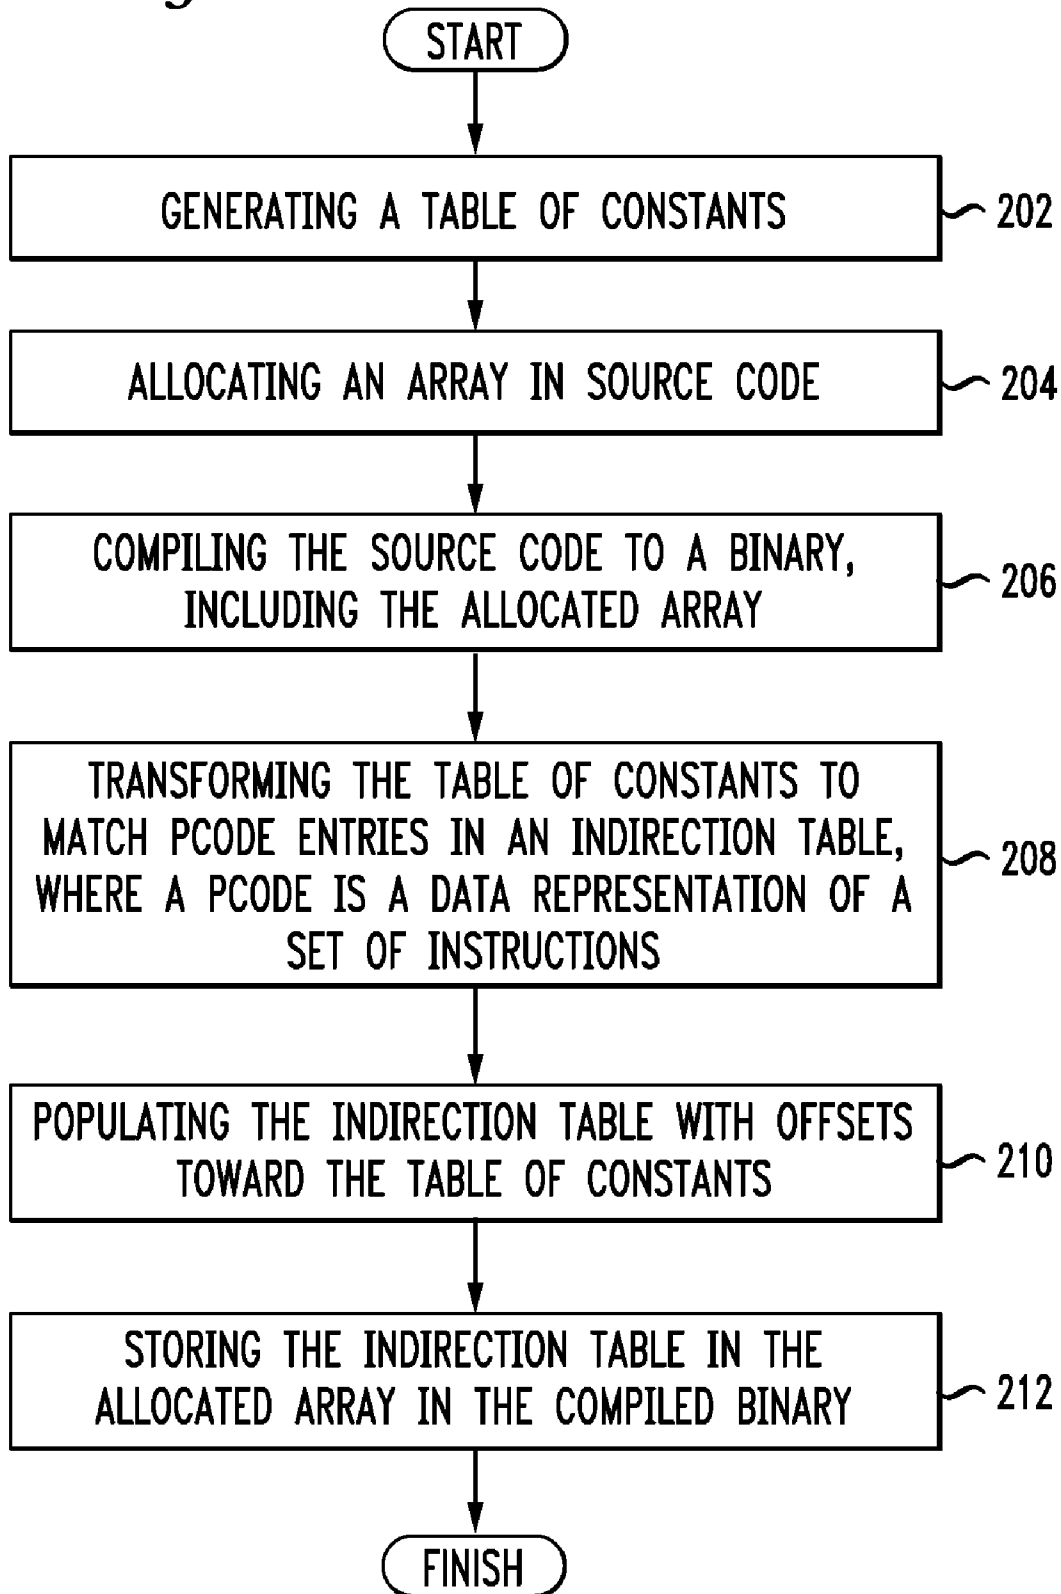 START
GENERATING A TABLE OF CONSTANTS
202
ALLOCATING AN ARRAY IN SOURCE CODE
204
COMPILING THE SOURCE CODE TO A BINARY,
INCLUDING THE ALLOCATED ARRAY
206
TRANSFORMING THE TABLE OF CONSTANTS TO
MATCH PCODE ENTRIES IN AN INDIRECTION TABLE,
WHERE A PCODE IS A DATA REPRESENTATION OF A
SET OF INSTRUCTIONS
208
POPULATING THE INDIRECTION TABLE WITH OFFSETS
TOWARD THE TABLE OF CONSTANTS
210
STORING THE INDIRECTION TABLE IN THE
ALLOCATED ARRAY IN THE COMPILED BINARY
212
FINISH